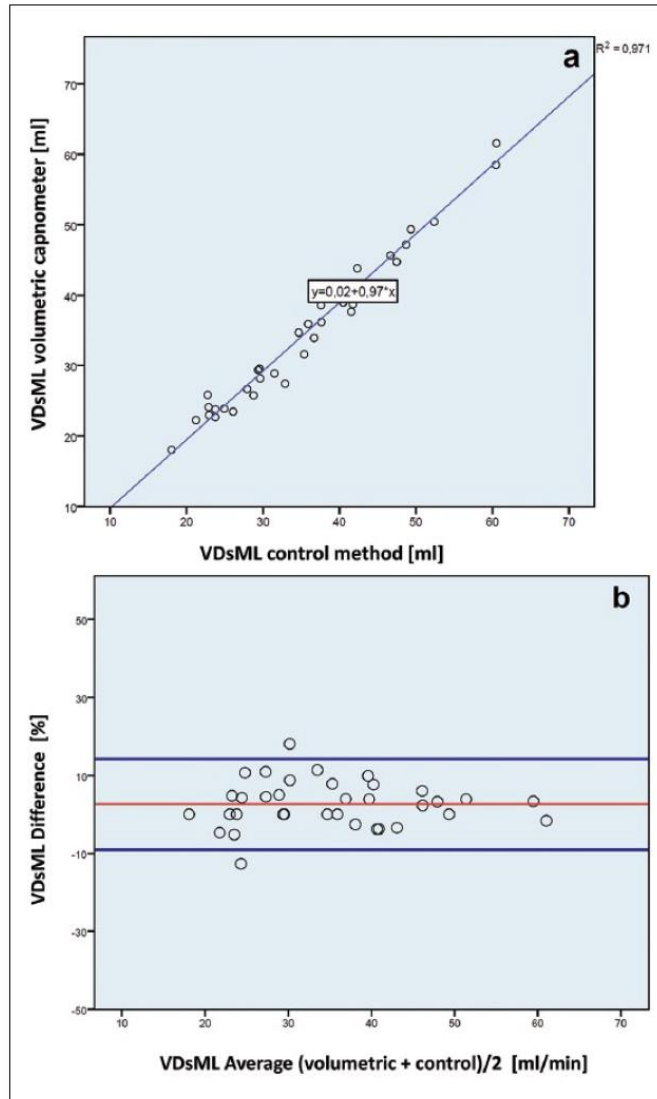 a
R² = 0,971
70
60
50
40
30
20
10
VDsML volumetric capnometer [ml]
y=0,02+0,97*x
10 20 30 40 50 60 70
VDsML control method [ml]
b
50
30
10
-10
-30
-50
VDsML Difference [%]
10 20 30 40 50 60 70
VDsML Average (volumetric + control)/2 [ml/min]